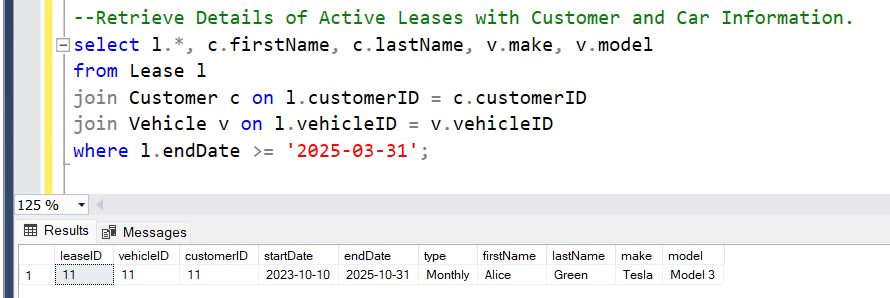 --Retrieve Details of Active Leases with Customer and Car Information.
select l.*, c.firstName, c.lastName, v.make, v.model
from Lease l
join Customer c on l.customerID = c.customerID
join Vehicle v on l.vehicleID = v.vehicleID
where l.endDate >= '2025-03-31';
125 %
Results Messages
leaseID vehicleID customerID startDate endDate type firstName lastName make model
1 11 11 11 2023-10-10 2025-10-31 Monthly Alice Green Tesla Model 3